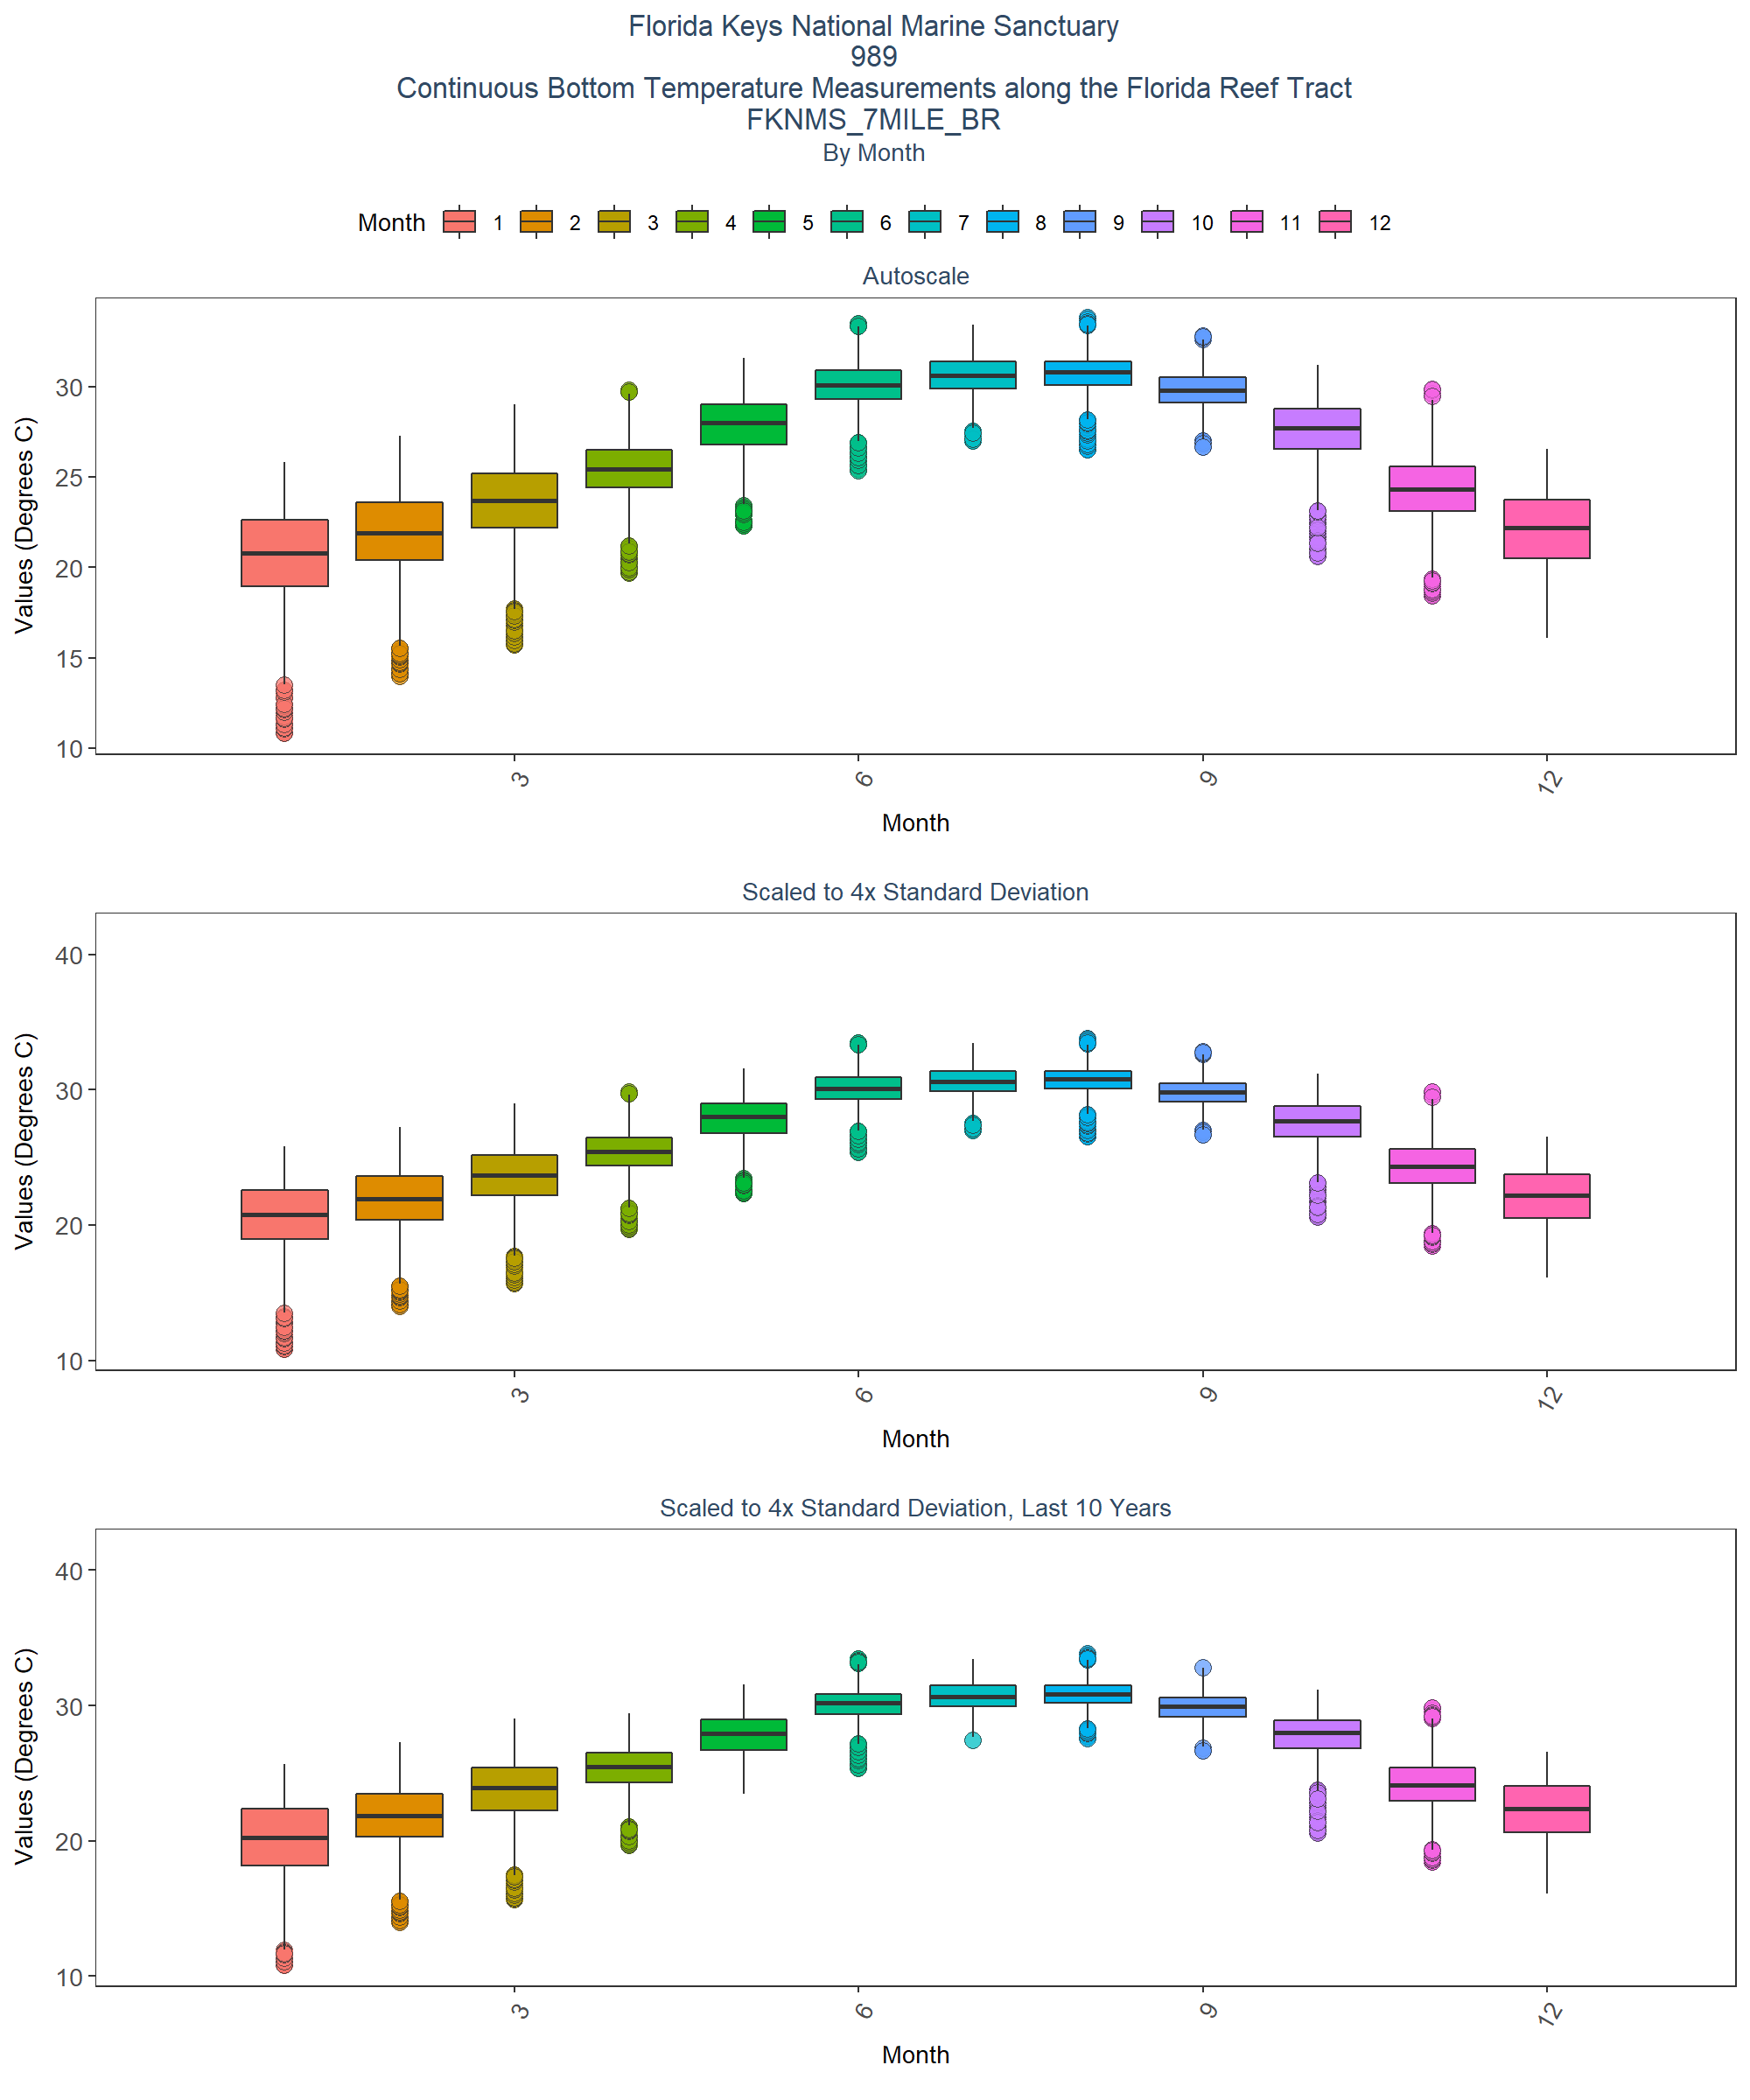 Florida Keys National Marine Sanctuary
989
Continuous Bottom Temperature Measurements along the Florida Reef Tract
FKNMS_7MILE_BR
By Month
Month 1 2 3 4 5 6 7 8 9 10 11 12
Autoscale
Values (Degrees C)
30
25
20
15
10
3 6 9 12
Month
Scaled to 4x Standard Deviation
Values (Degrees C)
40
30
20
10
3 6 9 12
Month
Scaled to 4x Standard Deviation, Last 10 Years
Values (Degrees C)
40
30
20
10
3 6 9 12
Month